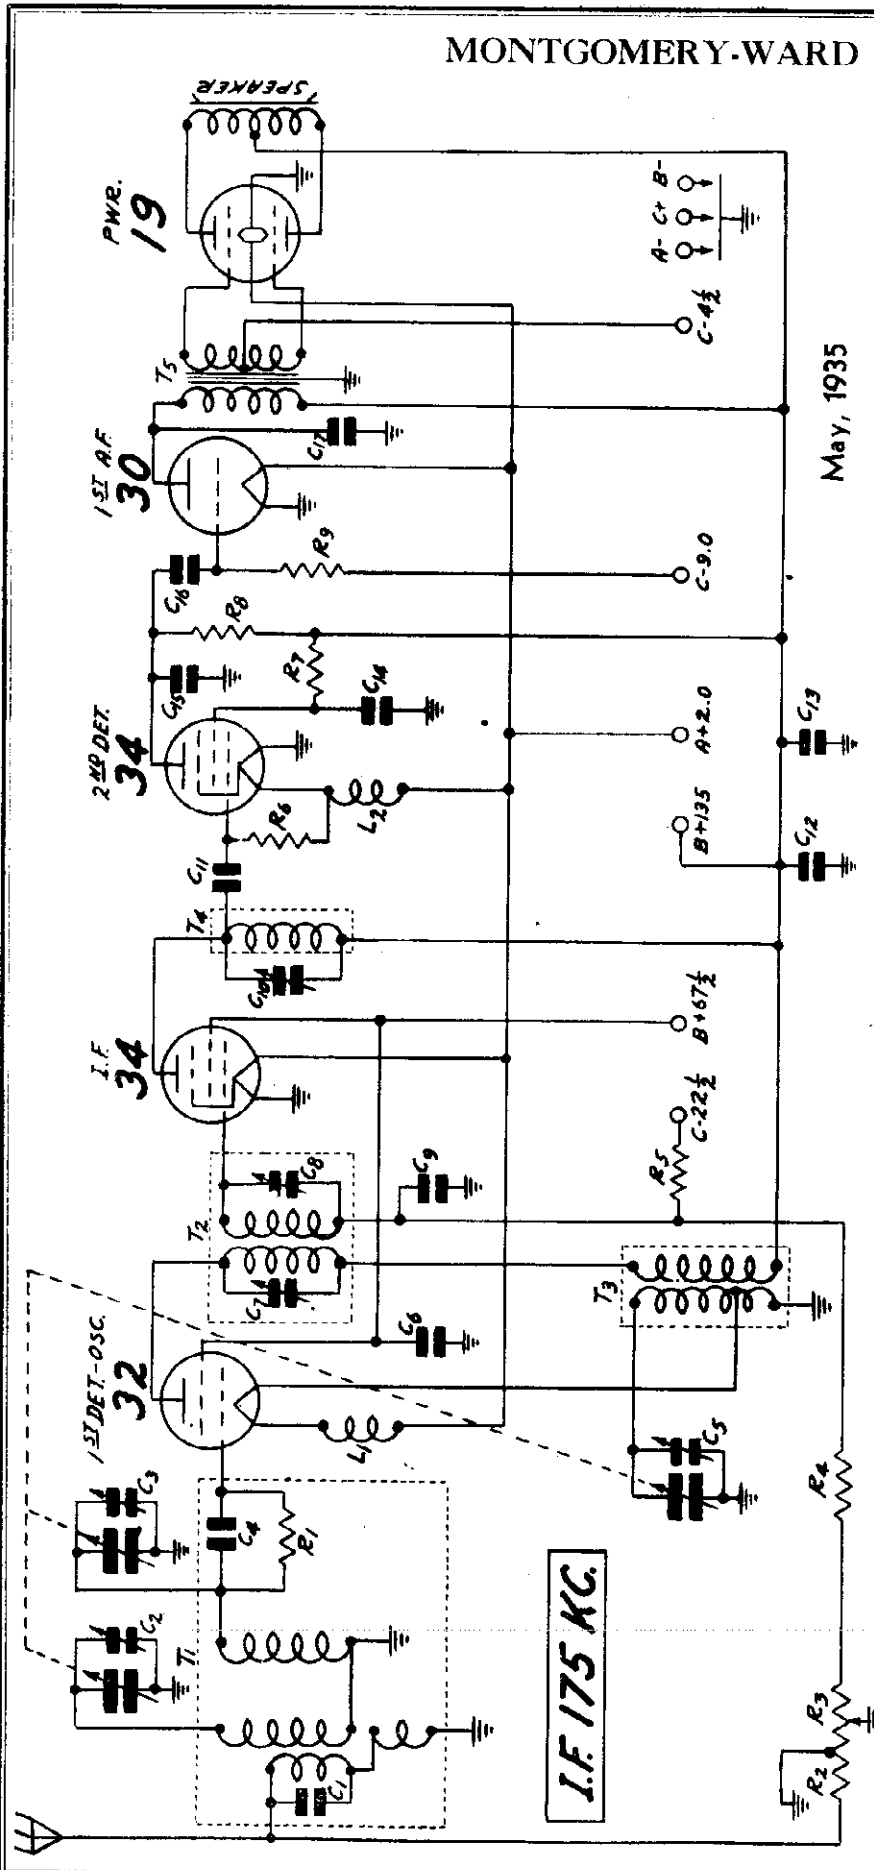 MONTGOMERY-WARD
SPEAKER
PWR.
19
T5
1ST A.F.
30
C17
R9
C16
R8
C15
R7
C14
2ND DET.
34
R6
L2
C11
T4
C10
I.F.
34
C8
T2
C7
C9
R5
1ST DET.-OSC.
32
C6
L1
T3
C5
C3
C4
R1
C2
T1
C1
R4
R3
R2
A- C+ B-
C-4½
C-9.0
A+2.0
B+135
B+67½
C-22½
C13
C12
May, 1935
I.F. 175 KC.